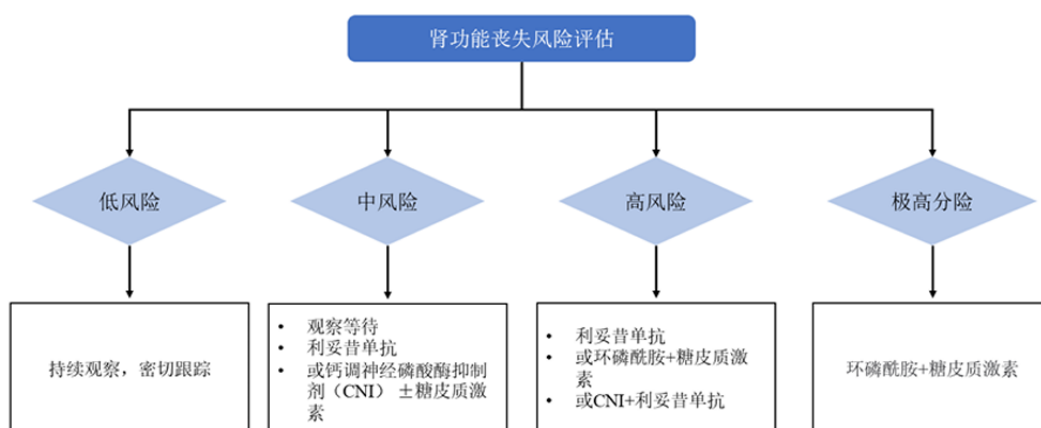 肾功能丧失风险评估
低风险
中风险
高风险
极高分险
持续观察，密切跟踪
• 观察等待
• 利妥昔单抗
• 或钙调神经磷酸酶抑制
剂（CNI） ±糖皮质激
素
• 利妥昔单抗
• 或环磷酰胺+糖皮质激
素
• 或CNI+利妥昔单抗
环磷酰胺+糖皮质激素